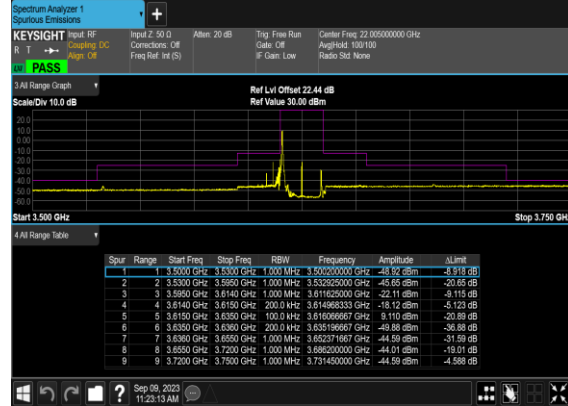 Spectrum Analyzer 1
Spurious Emissions
KEYSIGHT
R T
Input: RF
Coupling: DC
Align: Off
Input Z: 50 Ω
Corrections: Off
Freq Ref: Int (S)
Atten: 20 dB
Trig: Free Run
Gate: Off
IF Gain: Low
Center Freq: 22.005000000 GHz
Avg|Hold: 100/100
Radio Std: None
PASS
3 All Range Graph
Scale/Div 10.0 dB
Ref Lvl Offset 22.44 dB
Ref Value 30.00 dBm
20.0
10.0
0.00
-10.0
-20.0
-30.0
-40.0
-50.0
-60.0
Start 3.500 GHz
Stop 3.750 GHz
4 All Range Table
Spur Range Start Freq Stop Freq RBW Frequency Amplitude ΔLimit
1 1 3.5000 GHz 3.5300 GHz 1.000 MHz 3.500200000 GHz -48.92 dBm -8.918 dB
2 2 3.5300 GHz 3.5950 GHz 1.000 MHz 3.532925000 GHz -45.65 dBm -20.65 dB
3 3 3.5950 GHz 3.6140 GHz 1.000 MHz 3.611625000 GHz -22.11 dBm -9.115 dB
4 4 3.6140 GHz 3.6150 GHz 200.0 kHz 3.614968333 GHz -18.12 dBm -5.123 dB
5 5 3.6150 GHz 3.6350 GHz 100.0 kHz 3.616066667 GHz 9.110 dBm -20.89 dB
6 6 3.6350 GHz 3.6360 GHz 200.0 kHz 3.635196667 GHz -49.88 dBm -36.88 dB
7 7 3.6360 GHz 3.6550 GHz 1.000 MHz 3.652371667 GHz -44.59 dBm -31.59 dB
8 8 3.6550 GHz 3.7200 GHz 1.000 MHz 3.686200000 GHz -44.01 dBm -19.01 dB
9 9 3.7200 GHz 3.7500 GHz 1.000 MHz 3.731450000 GHz -44.59 dBm -4.588 dB
Sep 09, 2023
11:23:13 AM